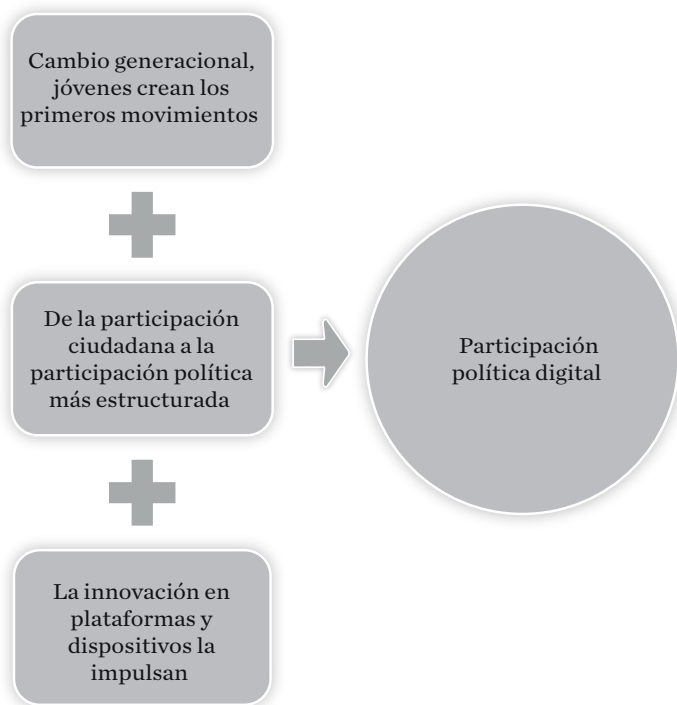 Cambio generacional,
jóvenes crean los
primeros movimientos
De la participación
ciudadana a la
participación política
más estructurada
La innovación en
plataformas y
dispositivos la
impulsan
Participación
política digital